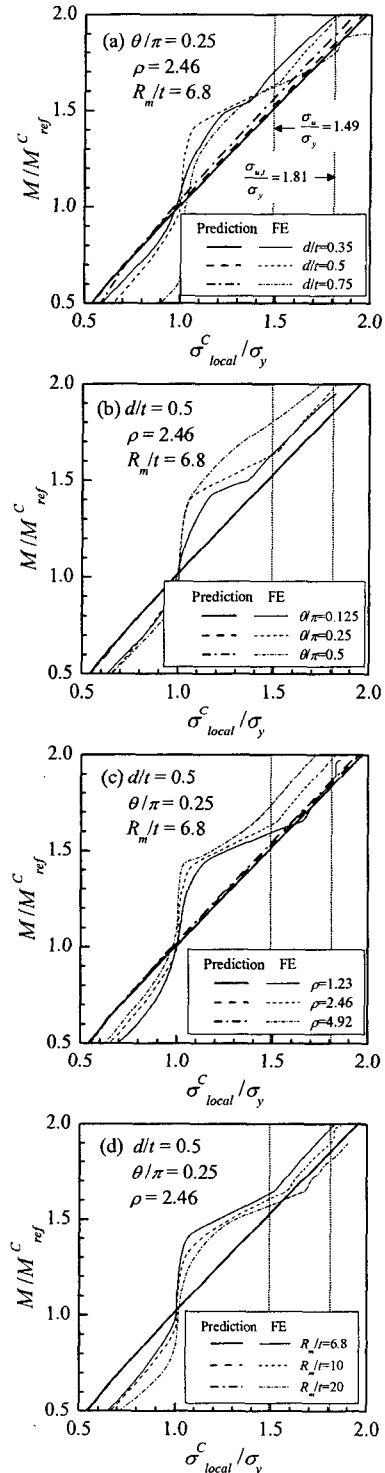 (a) θ/π = 0.25
ρ = 2.46
R_m/t = 6.8
σ_u/σ_y = 1.49
σ_{u,t}/σ_y = 1.81
Prediction FE
d/t=0.35
d/t=0.5
d/t=0.75
2.0
1.5
1.0
0.5
M/M^C_ref
0.5 1.0 1.5 2.0
σ^C_local/σ_y
(b) d/t = 0.5
ρ = 2.46
R_m/t = 6.8
Prediction FE
θ/π=0.125
θ/π=0.25
θ/π=0.5
2.0
1.5
1.0
0.5
M/M^C_ref
0.5 1.0 1.5 2.0
σ^C_local/σ_y
(c) d/t = 0.5
θ/π = 0.25
R_m/t = 6.8
Prediction FE
ρ=1.23
ρ=2.46
ρ=4.92
2.0
1.5
1.0
0.5
M/M^C_ref
0.5 1.0 1.5 2.0
σ^C_local/σ_y
(d) d/t = 0.5
θ/π = 0.25
ρ = 2.46
Prediction FE
R_m/t=6.8
R_m/t=10
R_m/t=20
2.0
1.5
1.0
0.5
M/M^C_ref
0.5 1.0 1.5 2.0
σ^C_local/σ_y